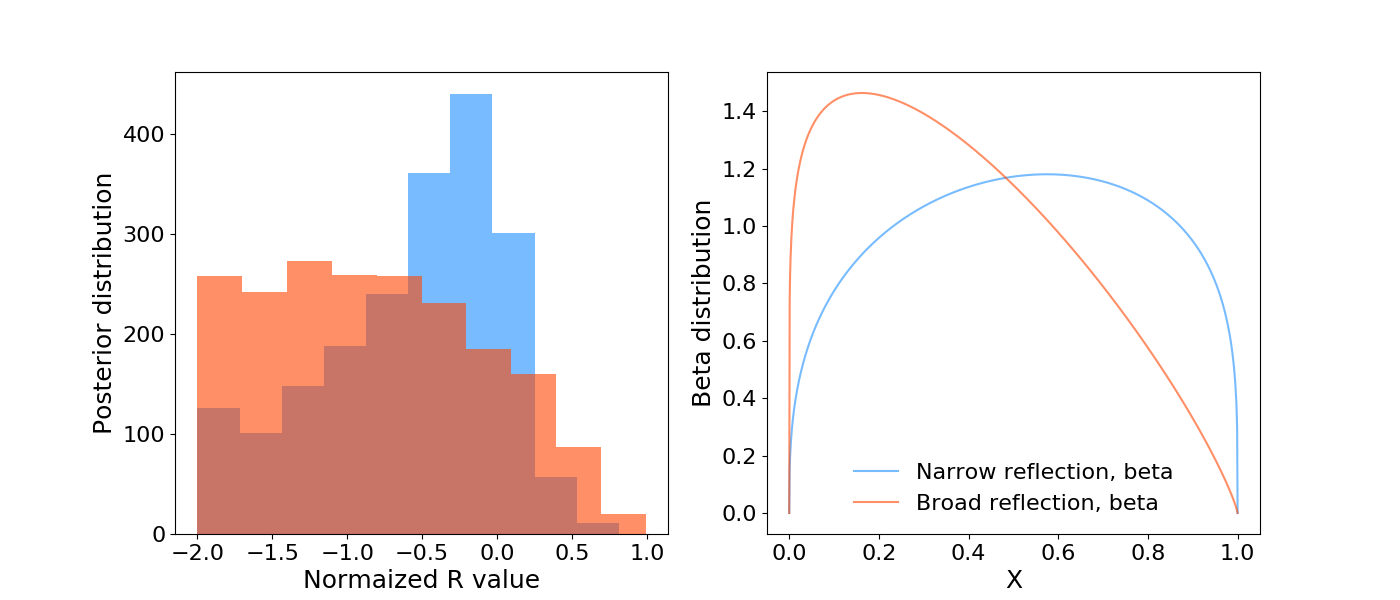 Posterior distribution
400
300
200
100
0
−2.0 −1.5 −1.0 −0.5 0.0 0.5 1.0
Normaized R value
Beta distribution
1.4
1.2
1.0
0.8
0.6
0.4
0.2
0.0
Narrow reflection, beta
Broad reflection, beta
0.0 0.2 0.4 0.6 0.8 1.0
X